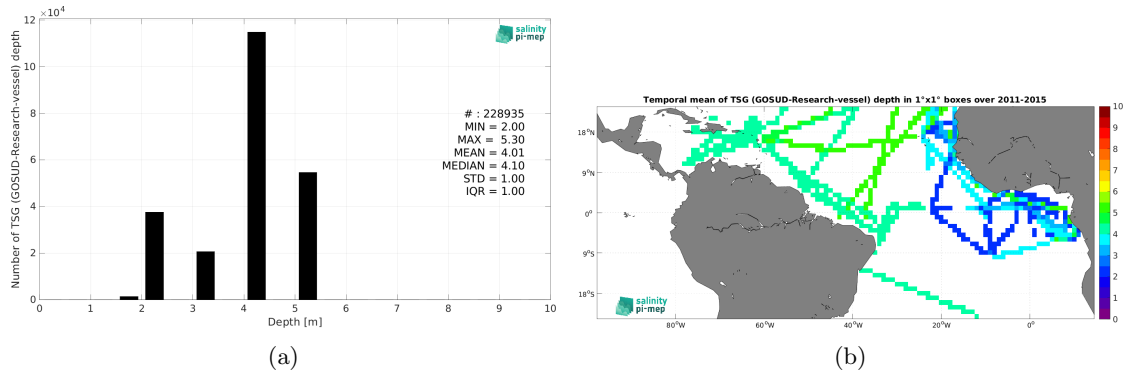 ×10⁴
12
10
8
6
4
2
0
Number of TSG (GOSUD-Research-vessel) depth
0 1 2 3 4 5 6 7 8 9 10
Depth [m]
salinity
pi-mep
# : 228935
MIN = 2.00
MAX = 5.30
MEAN = 4.01
MEDIAN = 4.10
STD = 1.00
IQR = 1.00
(a)
Temporal mean of TSG (GOSUD-Research-vessel) depth in 1°x1° boxes over 2011-2015
18°N
9°N
0°
9°S
18°S
80°W 60°W 40°W 20°W 0°
salinity
pi-mep
10
9
8
7
6
5
4
3
2
1
0
(b)